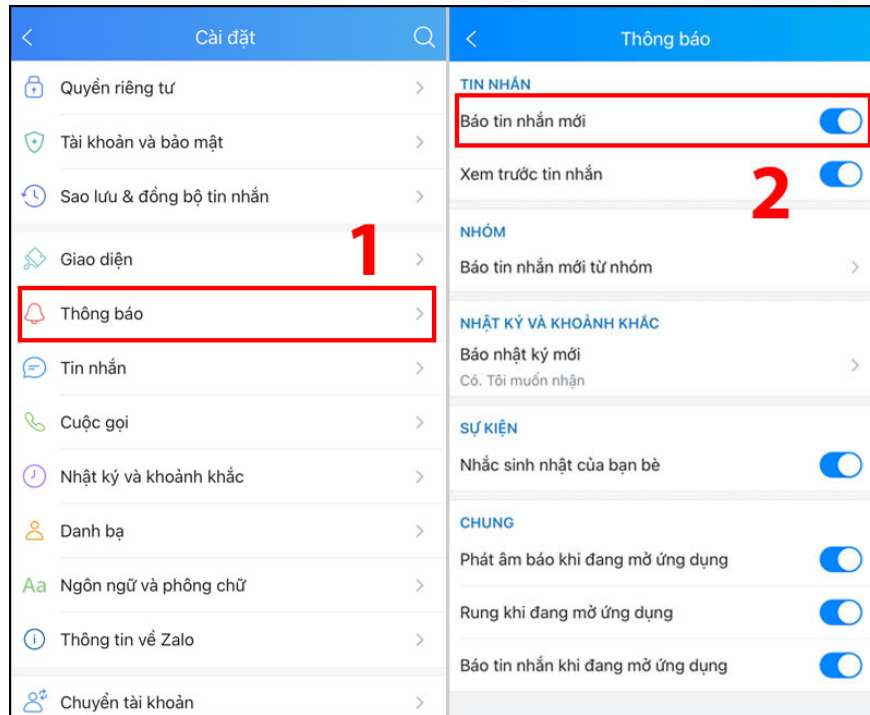 Cài đặt
Quyền riêng tư
Tài khoản và bảo mật
Sao lưu & đồng bộ tin nhắn
Giao diện
1
Thông báo
Tin nhắn
Cuộc gọi
Nhật ký và khoảnh khắc
Danh bạ
Aa Ngôn ngữ và phông chữ
Thông tin về Zalo
Chuyển tài khoản
Thông báo
TIN NHẮN
Báo tin nhắn mới
Xem trước tin nhắn
2
NHÓM
Báo tin nhắn mới từ nhóm
NHẬT KÝ VÀ KHOẢNH KHẮC
Báo nhật ký mới
Có. Tôi muốn nhận
SỰ KIỆN
Nhắc sinh nhật của bạn bè
CHUNG
Phát âm báo khi đang mở ứng dụng
Rung khi đang mở ứng dụng
Báo tin nhắn khi đang mở ứng dụng